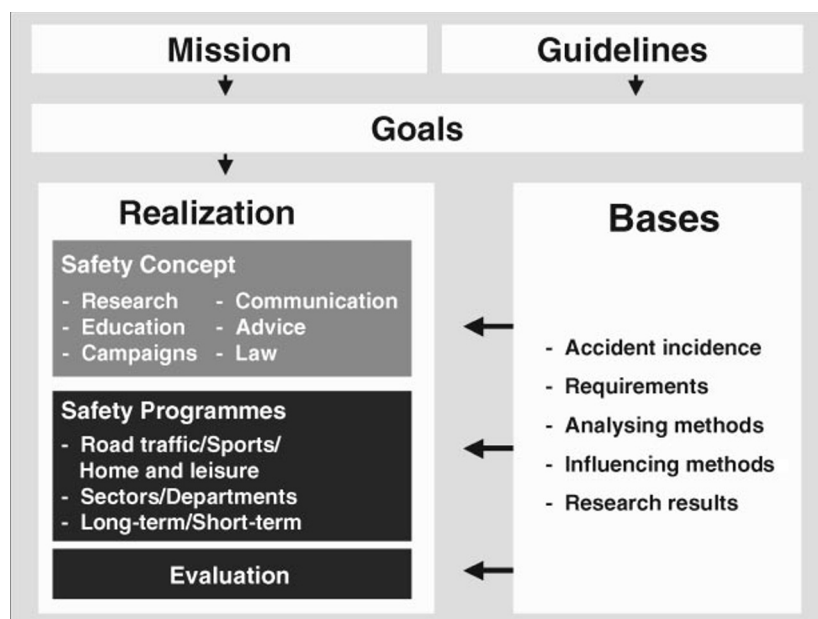 Mission
Guidelines
Goals
Realization
Safety Concept
- Research - Communication
- Education - Advice
- Campaigns - Law
Safety Programmes
- Road traffic/Sports/
Home and leisure
- Sectors/Departments
- Long-term/Short-term
Evaluation
Bases
- Accident incidence
- Requirements
- Analysing methods
- Influencing methods
- Research results